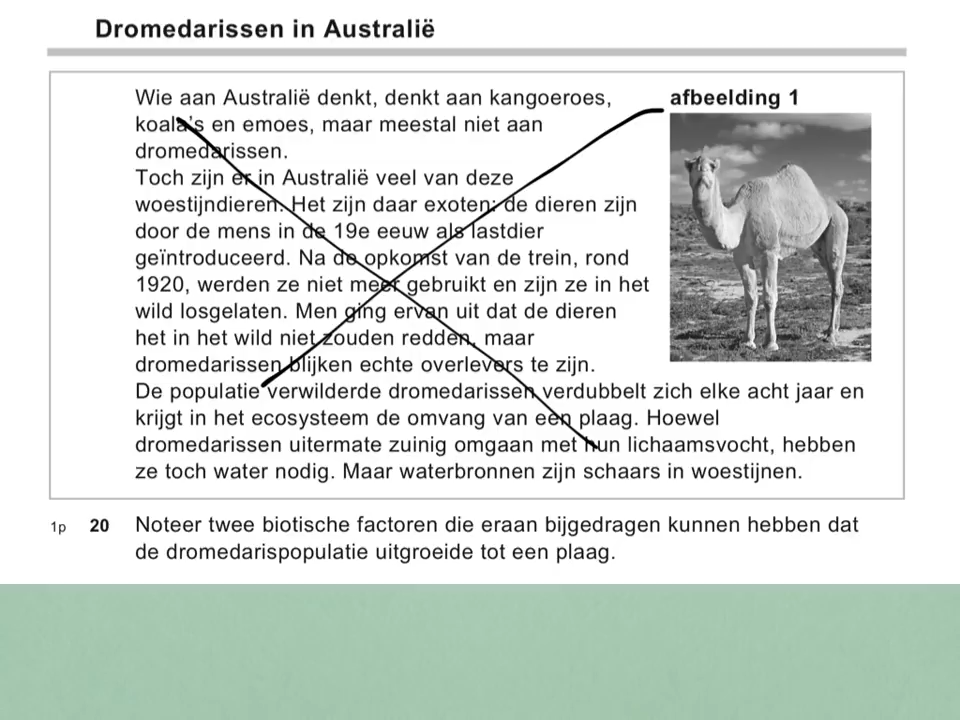 Dromedarissen in Australië
Wie aan Australië denkt, denkt aan kangoeroes,
koala's en emoes, maar meestal niet aan
dromedarissen.
Toch zijn er in Australië veel van deze
woestijndieren. Het zijn daar exoten: de dieren zijn
door de mens in de 19e eeuw als lastdier
geïntroduceerd. Na de opkomst van de trein, rond
1920, werden ze niet meer gebruikt en zijn ze in het
wild losgelaten. Men ging ervan uit dat de dieren
het in het wild niet zouden redden, maar
dromedarissen blijken echte overlevers te zijn.
afbeelding 1
De populatie verwilderde dromedarissen verdubbelt zich elke acht jaar en
krijgt in het ecosysteem de omvang van een plaag. Hoewel
dromedarissen uitermate zuinig omgaan met hun lichaamsvocht, hebben
ze toch water nodig. Maar waterbronnen zijn schaars in woestijnen.
1p 20 Noteer twee biotische factoren die eraan bijgedragen kunnen hebben dat
de dromedarispopulatie uitgroeide tot een plaag.